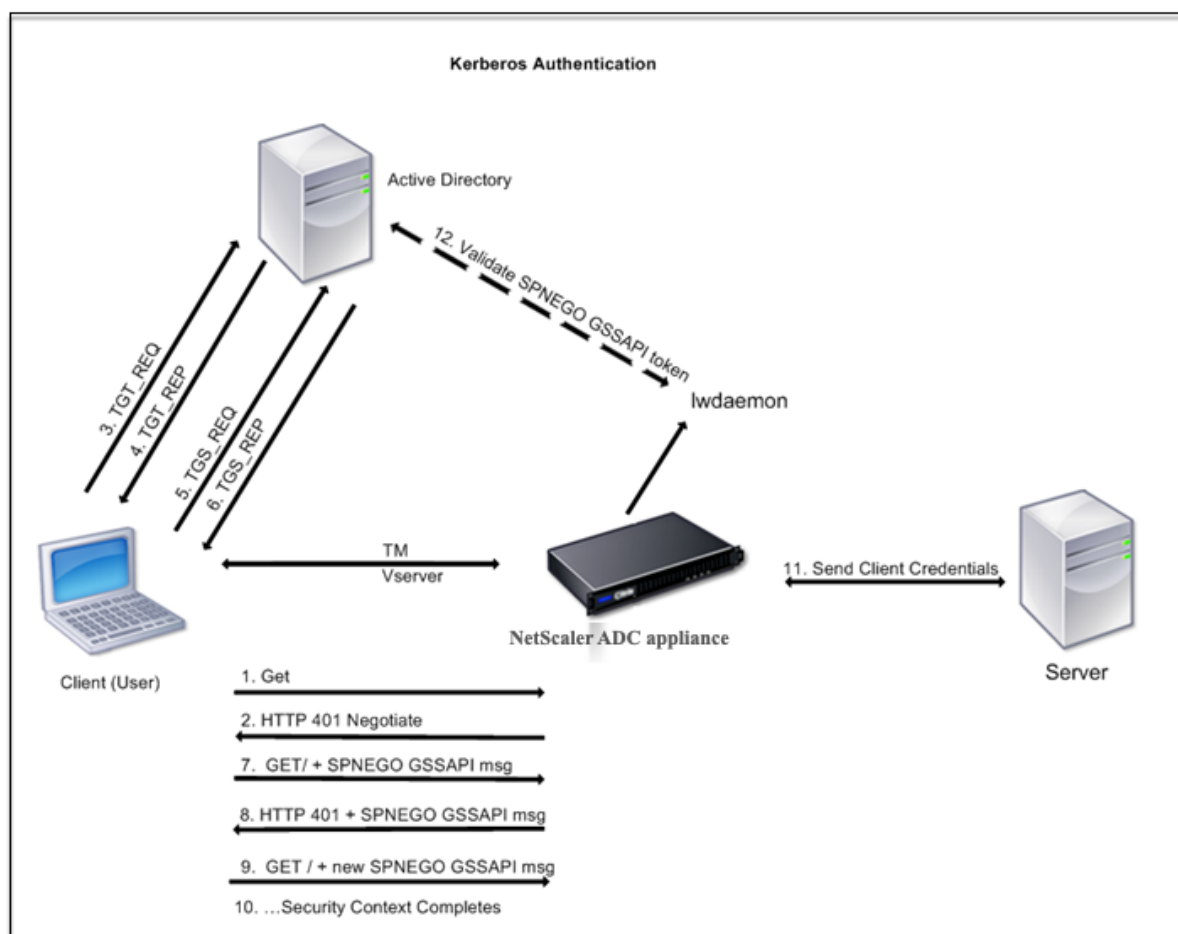 Kerberos Authentication
Active Directory
12. Validate SPNEGO GSSAPI token
3. TGT_REQ
4. TGT_REP
5. TGS_REQ
6. TGS_REP
lwdaemon
TM
Vserver
11. Send Client Credentials
Citrix
NetScaler ADC appliance
Client (User)
Server
1. Get
2. HTTP 401 Negotiate
7. GET/ + SPNEGO GSSAPI msg
8. HTTP 401 + SPNEGO GSSAPI msg
9. GET / + new SPNEGO GSSAPI msg
10. ...Security Context Completes